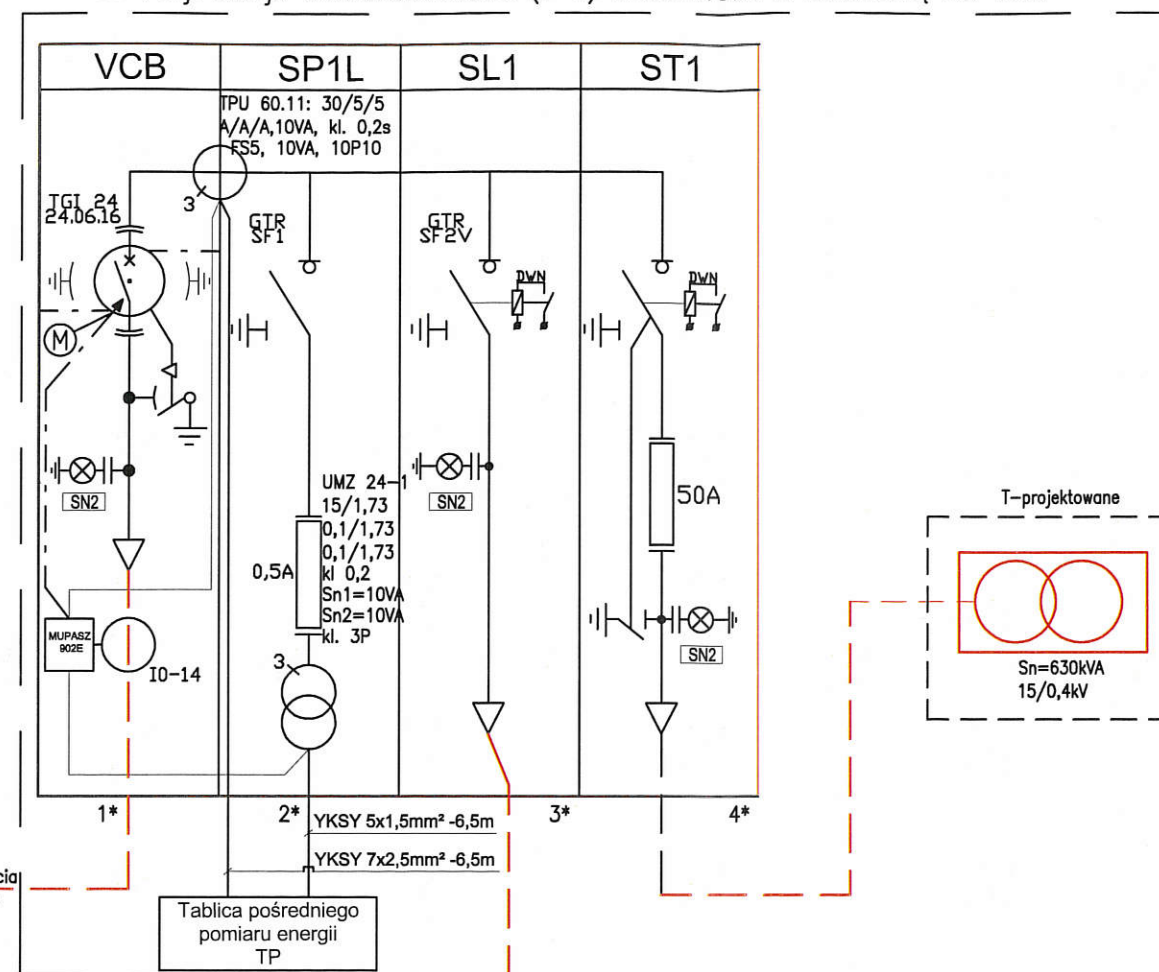 VCB
SP1L
SL1
ST1
TPU 60.11: 30/5/5
A/A/A,10VA, kl. 0,2s
FS5, 10VA, 10P10
3
TGI 24
24.06.16
GTR
SF1
GTR
SF2V
DWN
DWN
M
SN2
SN2
UMZ 24-1
15/1,73
0,1/1,73
0,1/1,73
kl 0,2
Sn1=10VA
Sn2=10VA
kl. 3P
0,5A
50A
SN2
3
MUPASZ
902E
I0-14
T-projektowane
Sn=630kVA
15/0,4kV
1*
2*
3*
4*
YKSY 5x1,5mm² -6,5m
YKSY 7x2,5mm² -6,5m
Tablica pośredniego
pomiaru energii
TP